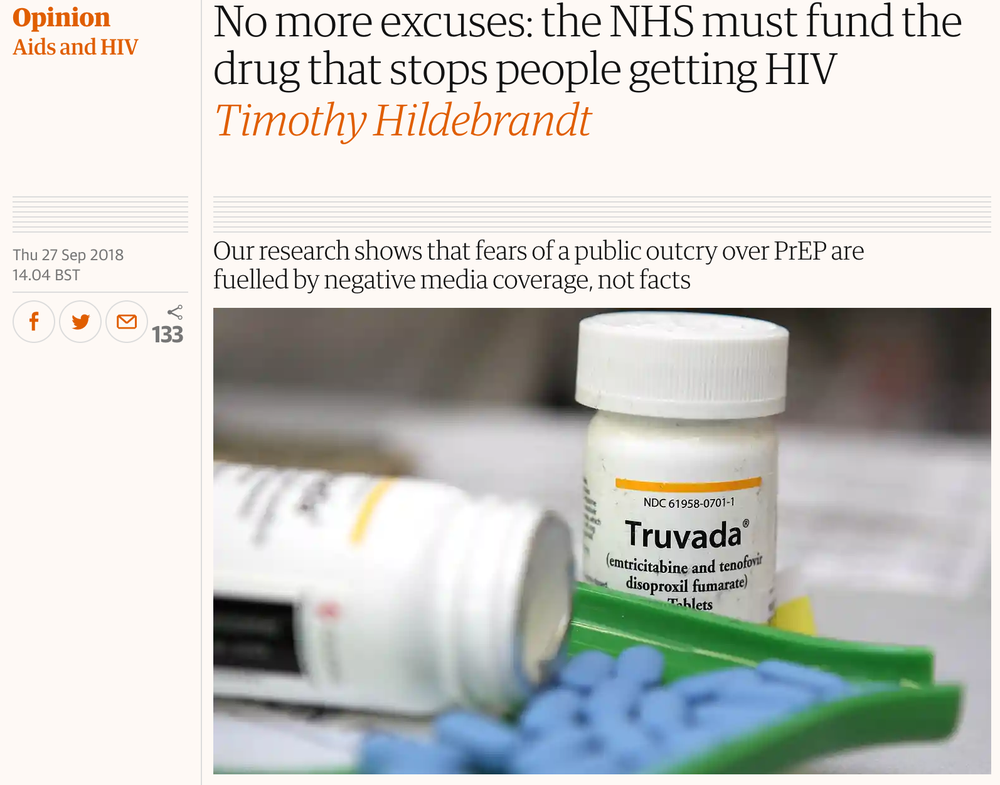 Opinion
Aids and HIV
No more excuses: the NHS must fund the
drug that stops people getting HIV
Timothy Hildebrandt
Thu 27 Sep 2018
14.04 BST
133
Our research shows that fears of a public outcry over PrEP are
fuelled by negative media coverage, not facts
NDC 61958-0701-1
Truvada®
(emtricitabine and tenofovir
disoproxil fumarate)
Tablets